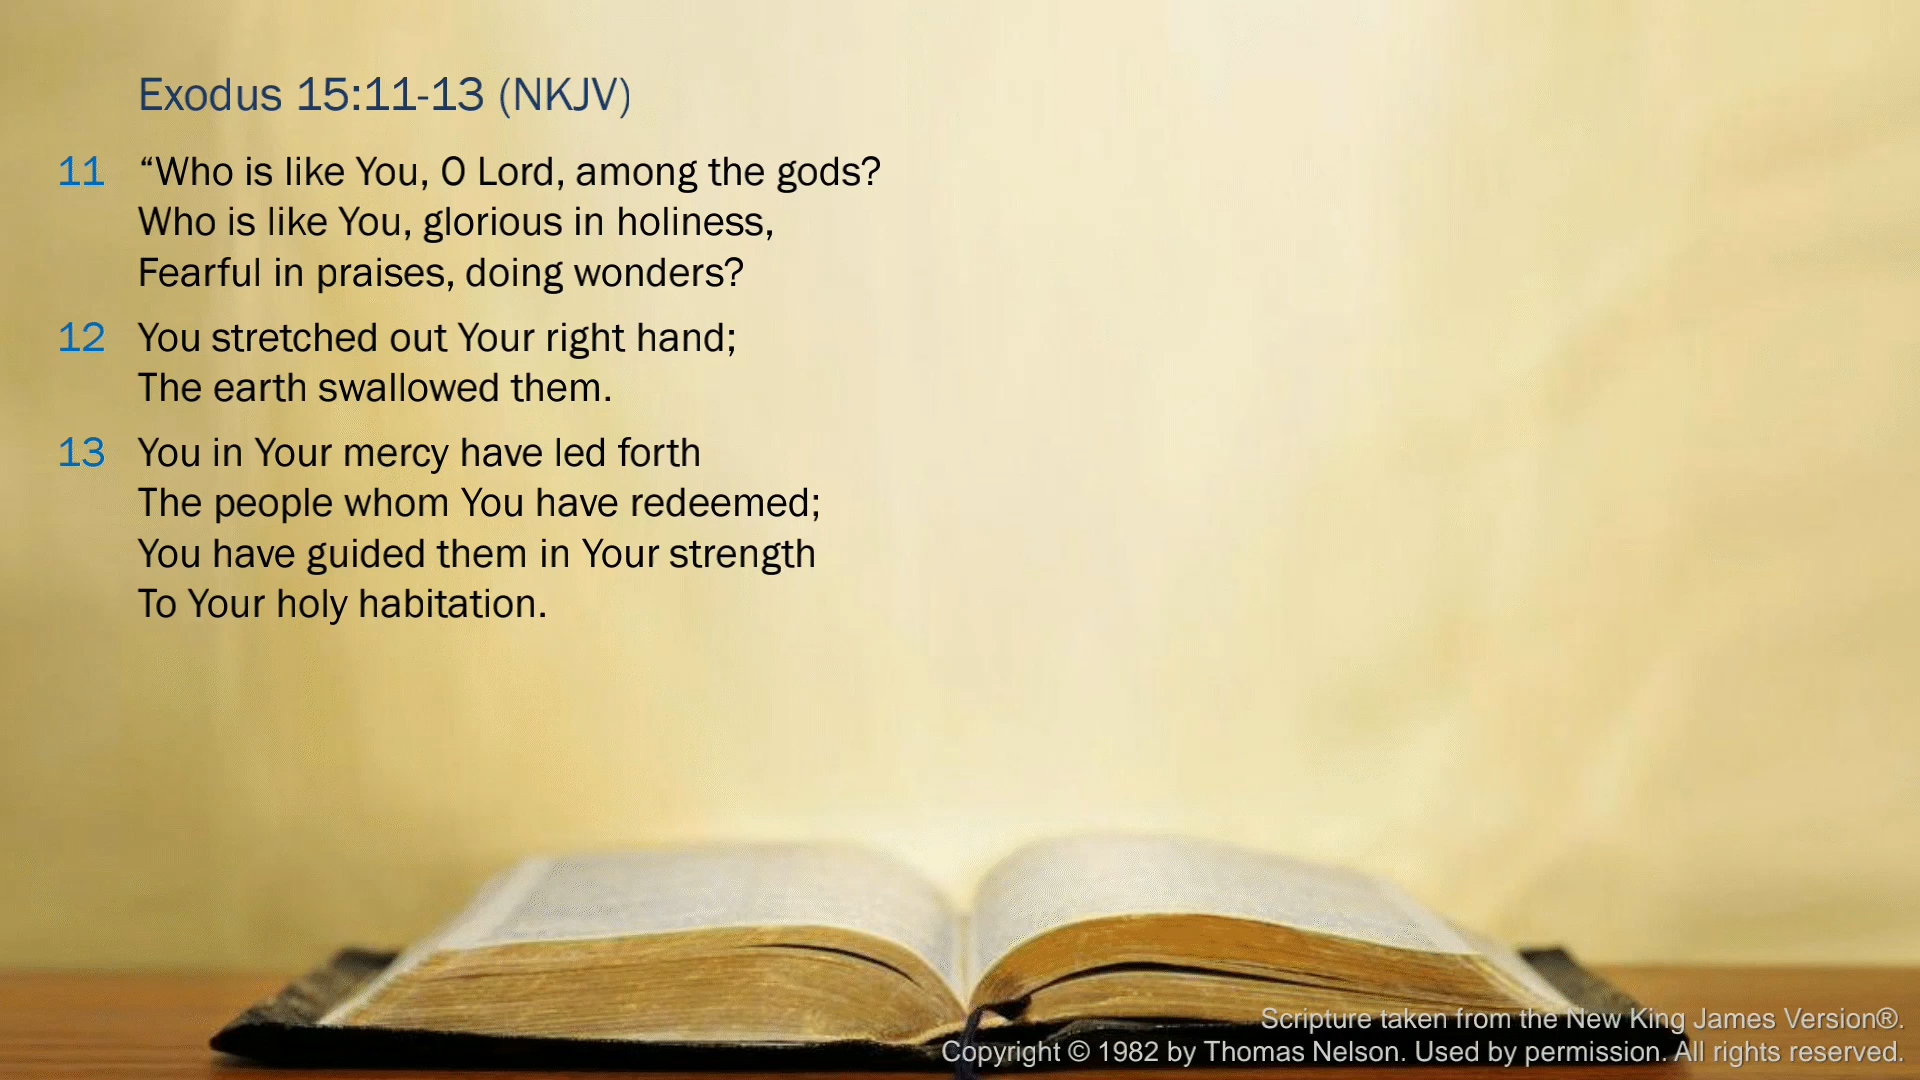 Exodus 15:11-13 (NKJV)
11 “Who is like You, O Lord, among the gods?
Who is like You, glorious in holiness,
Fearful in praises, doing wonders?
12 You stretched out Your right hand;
The earth swallowed them.
13 You in Your mercy have led forth
The people whom You have redeemed;
You have guided them in Your strength
To Your holy habitation.
Scripture taken from the New King James Version®.
Copyright © 1982 by Thomas Nelson. Used by permission. All rights reserved.